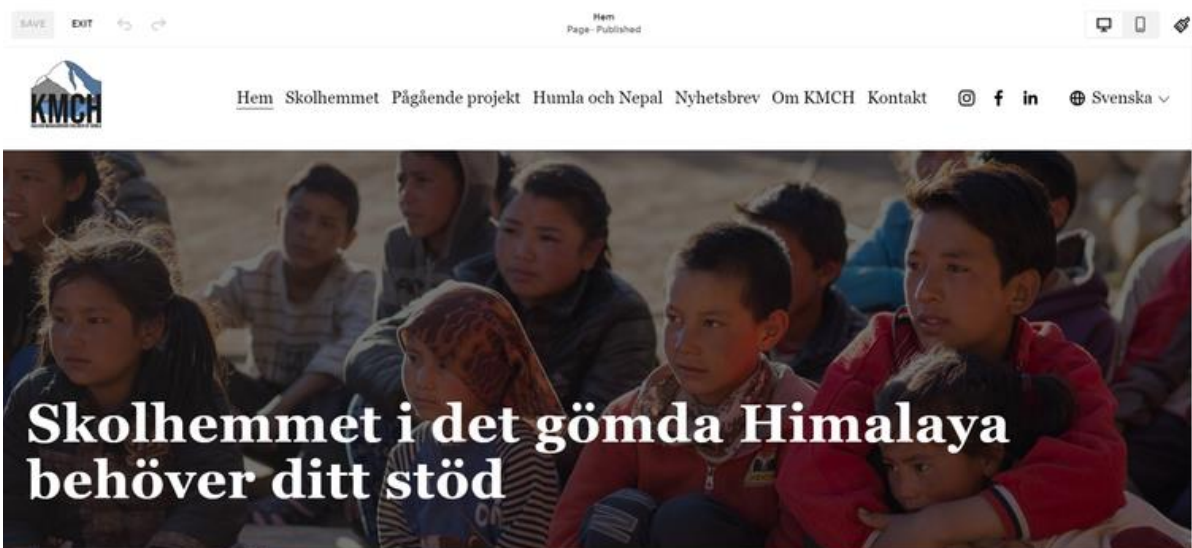 SAVE
EXIT
Hem
Page · Published
KMCH
Hem Skolhemmet Pågående projekt Humla och Nepal Nyhetsbrev Om KMCH Kontakt Svenska
Skolhemmet i det gömda Himalaya
behöver ditt stöd